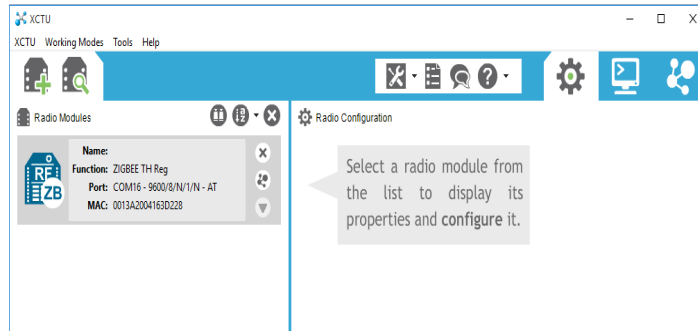 XCTU
XCTU Working Modes Tools Help
Radio Modules
Radio Configuration
Name:
Function: ZIGBEE TH Reg
Port: COM16 - 9600/8/N/1/N - AT
MAC: 0013A2004163D228
RF
ZB
Select a radio module from
the list to display its
properties and configure it.